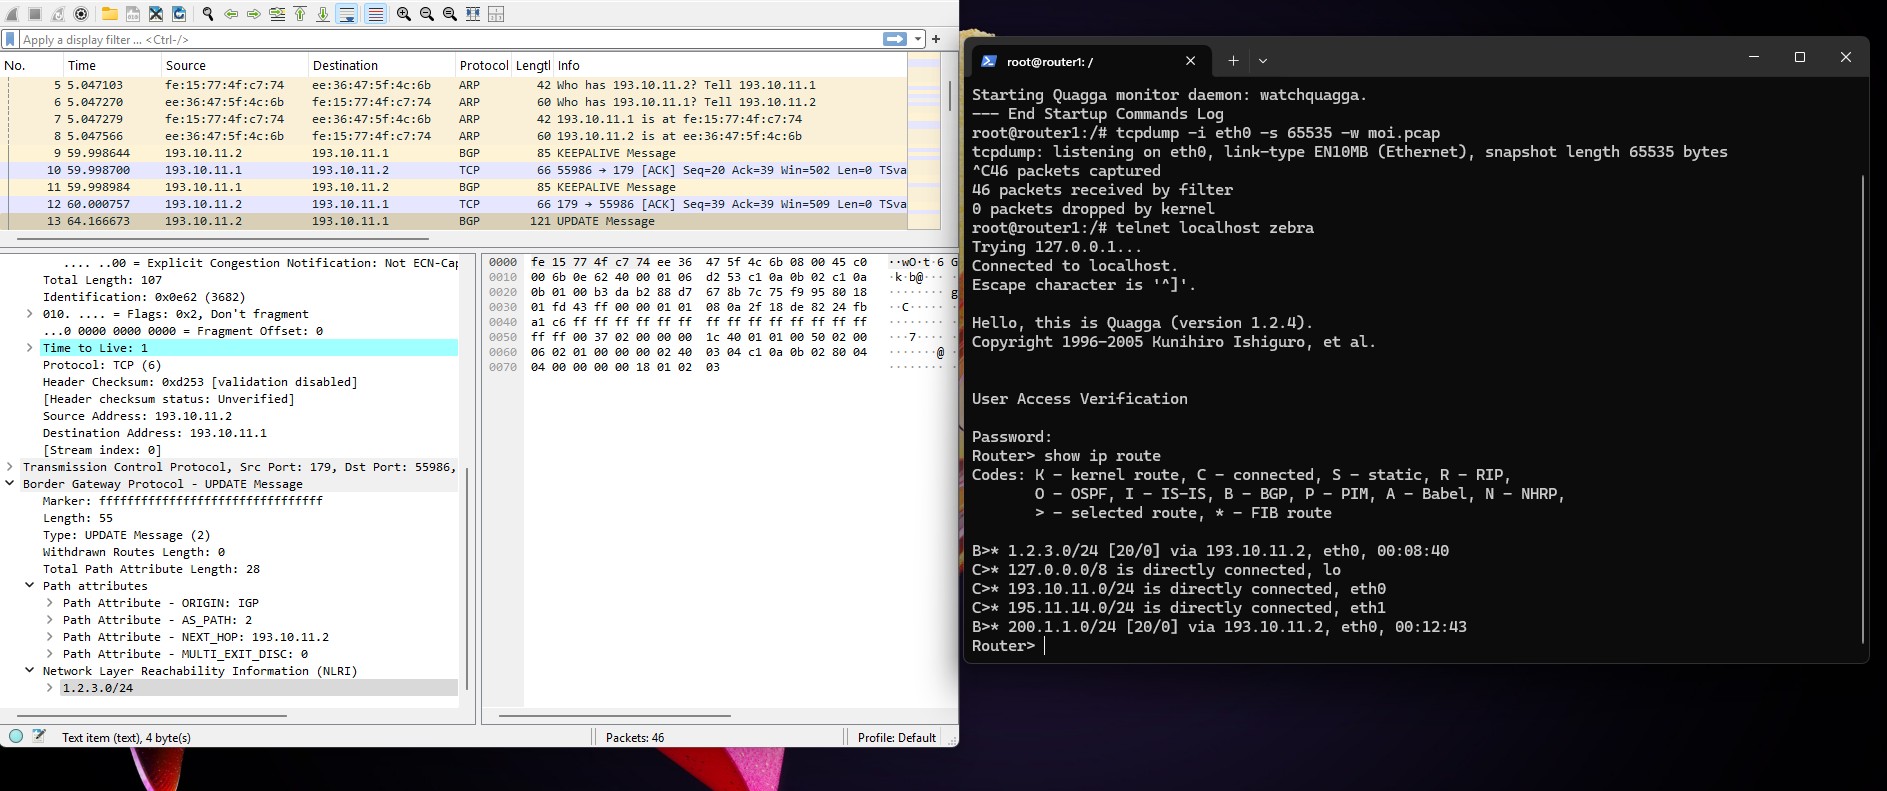 Apply a display filter ... <Ctrl-/>
No. Time Source Destination Protocol Lengtl Info
5 5.047103 fe:15:77:4f:c7:74 ee:36:47:5f:4c:6b ARP 42 Who has 193.10.11.2? Tell 193.10.11.1
6 5.047270 ee:36:47:5f:4c:6b fe:15:77:4f:c7:74 ARP 60 Who has 193.10.11.1? Tell 193.10.11.2
7 5.047279 fe:15:77:4f:c7:74 ee:36:47:5f:4c:6b ARP 42 193.10.11.1 is at fe:15:77:4f:c7:74
8 5.047566 ee:36:47:5f:4c:6b fe:15:77:4f:c7:74 ARP 60 193.10.11.2 is at ee:36:47:5f:4c:6b
9 59.998644 193.10.11.2 193.10.11.1 BGP 85 KEEPALIVE Message
10 59.998700 193.10.11.1 193.10.11.2 TCP 66 55986 → 179 [ACK] Seq=20 Ack=39 Win=502 Len=0 TSva
11 59.998984 193.10.11.1 193.10.11.2 BGP 85 KEEPALIVE Message
12 60.000757 193.10.11.2 193.10.11.1 TCP 66 179 → 55986 [ACK] Seq=39 Ack=39 Win=509 Len=0 TSva
13 64.166673 193.10.11.2 193.10.11.1 BGP 121 UPDATE Message
.... ..00 = Explicit Congestion Notification: Not ECN-Cap
Total Length: 107
Identification: 0x0e62 (3682)
010. .... = Flags: 0x2, Don't fragment
...0 0000 0000 0000 = Fragment Offset: 0
Time to Live: 1
Protocol: TCP (6)
Header Checksum: 0xd253 [validation disabled]
[Header checksum status: Unverified]
Source Address: 193.10.11.2
Destination Address: 193.10.11.1
[Stream index: 0]
Transmission Control Protocol, Src Port: 179, Dst Port: 55986,
Border Gateway Protocol - UPDATE Message
Marker: ffffffffffffffffffffffffffffffff
Length: 55
Type: UPDATE Message (2)
Withdrawn Routes Length: 0
Total Path Attribute Length: 28
Path attributes
Path Attribute - ORIGIN: IGP
Path Attribute - AS_PATH: 2
Path Attribute - NEXT_HOP: 193.10.11.2
Path Attribute - MULTI_EXIT_DISC: 0
Network Layer Reachability Information (NLRI)
1.2.3.0/24
0000 fe 15 77 4f c7 74 ee 36 47 5f 4c 6b 08 00 45 c0 ··wO·t·6 G
0010 00 6b 0e 62 40 00 01 06 d2 53 c1 0a 0b 02 c1 0a ·k·b@···
0020 0b 01 00 b3 da b2 88 d7 67 8b 7c 75 f9 95 80 18 ········ g
0030 01 fd 43 ff 00 00 01 01 08 0a 2f 18 de 82 24 fb ··C·····
0040 a1 c6 ff ff ff ff ff ff ff ff ff ff ff ff ff ff ········
0050 ff ff 00 37 02 00 00 00 1c 40 01 01 00 50 02 00 ···7····
0060 06 02 01 00 00 00 02 40 03 04 c1 0a 0b 02 80 04 ·······@
0070 04 00 00 00 00 18 01 02 03 ········
Text item (text), 4 byte(s)
Packets: 46
Profile: Default
root@router1: /
Starting Quagga monitor daemon: watchquagga.
--- End Startup Commands Log
root@router1:/# tcpdump -i eth0 -s 65535 -w moi.pcap
tcpdump: listening on eth0, link-type EN10MB (Ethernet), snapshot length 65535 bytes
^C46 packets captured
46 packets received by filter
0 packets dropped by kernel
root@router1:/# telnet localhost zebra
Trying 127.0.0.1...
Connected to localhost.
Escape character is '^]'.
Hello, this is Quagga (version 1.2.4).
Copyright 1996-2005 Kunihiro Ishiguro, et al.
User Access Verification
Password:
Router> show ip route
Codes: K - kernel route, C - connected, S - static, R - RIP,
O - OSPF, I - IS-IS, B - BGP, P - PIM, A - Babel, N - NHRP,
> - selected route, * - FIB route
B>* 1.2.3.0/24 [20/0] via 193.10.11.2, eth0, 00:08:40
C>* 127.0.0.0/8 is directly connected, lo
C>* 193.10.11.0/24 is directly connected, eth0
C>* 195.11.14.0/24 is directly connected, eth1
B>* 200.1.1.0/24 [20/0] via 193.10.11.2, eth0, 00:12:43
Router>